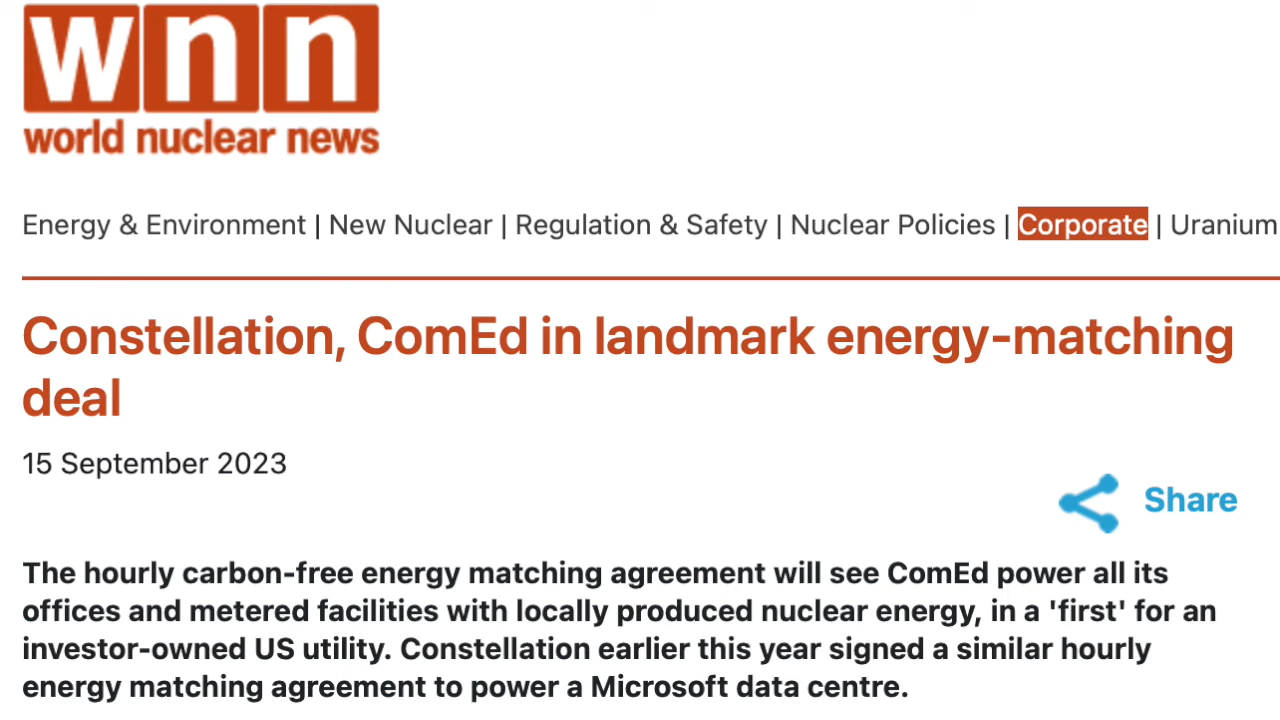 wnn
world nuclear news
Energy & Environment | New Nuclear | Regulation & Safety | Nuclear Policies | Corporate | Uranium
Constellation, ComEd in landmark energy-matching
deal
15 September 2023
Share
The hourly carbon-free energy matching agreement will see ComEd power all its
offices and metered facilities with locally produced nuclear energy, in a 'first' for an
investor-owned US utility. Constellation earlier this year signed a similar hourly
energy matching agreement to power a Microsoft data centre.